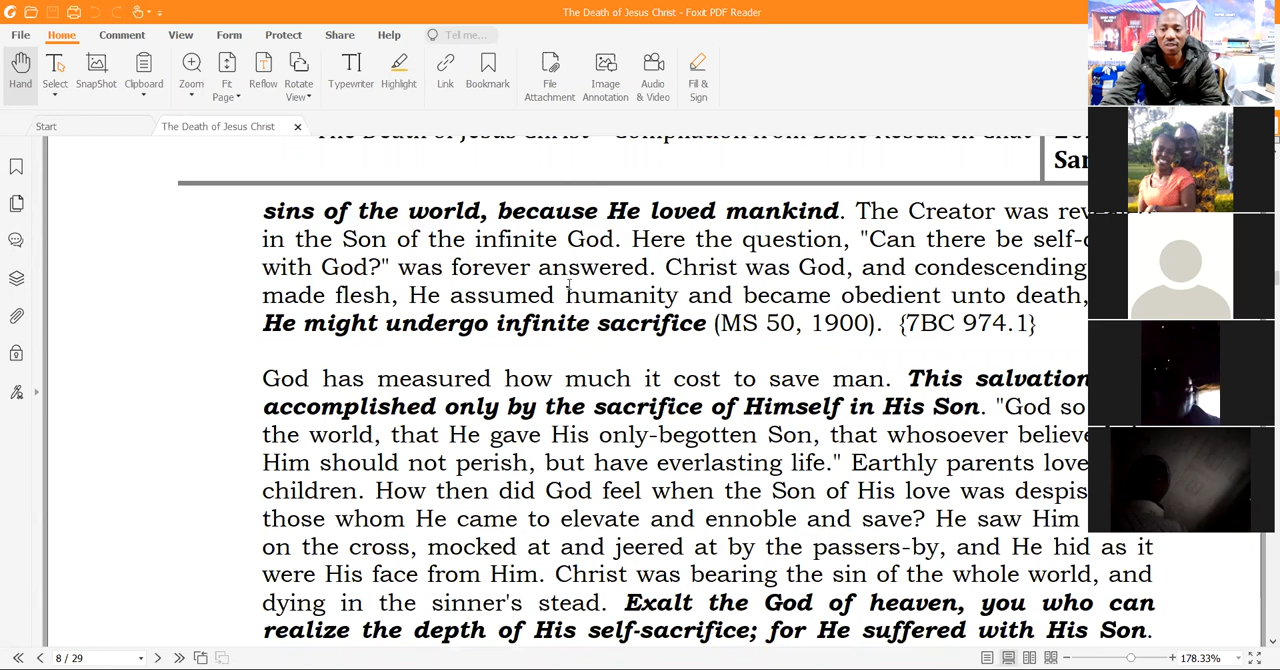 The Death of Jesus Christ - Foxit PDF Reader
File Home Comment View Form Protect Share Help Tell me...
Hand Select SnapShot Clipboard Zoom Fit Page Reflow Rotate View Typewriter Highlight Link Bookmark File Attachment Image Annotation Audio & Video Fill & Sign
Start The Death of Jesus Christ
The Death of Jesus Christ - Compilation from Bible Research Chat
sins of the world, because He loved mankind. The Creator was
in the Son of the infinite God. Here the question, "Can there be
with God?" was forever answered. Christ was God, and condescending
made flesh, He assumed humanity and became obedient unto death,
He might undergo infinite sacrifice (MS 50, 1900). {7BC 974.1}
God has measured how much it cost to save man. This salvation
accomplished only by the sacrifice of Himself in His Son. "God so
the world, that He gave His only-begotten Son, that whosoever
Him should not perish, but have everlasting life." Earthly parents love
children. How then did God feel when the Son of His love was
those whom He came to elevate and ennoble and save? He saw Him
on the cross, mocked at and jeered at by the passers-by, and He hid as it
were His face from Him. Christ was bearing the sin of the whole world, and
dying in the sinner's stead. Exalt the God of heaven, you who can
realize the depth of His self-sacrifice; for He suffered with His Son.
8 / 29 178.33%